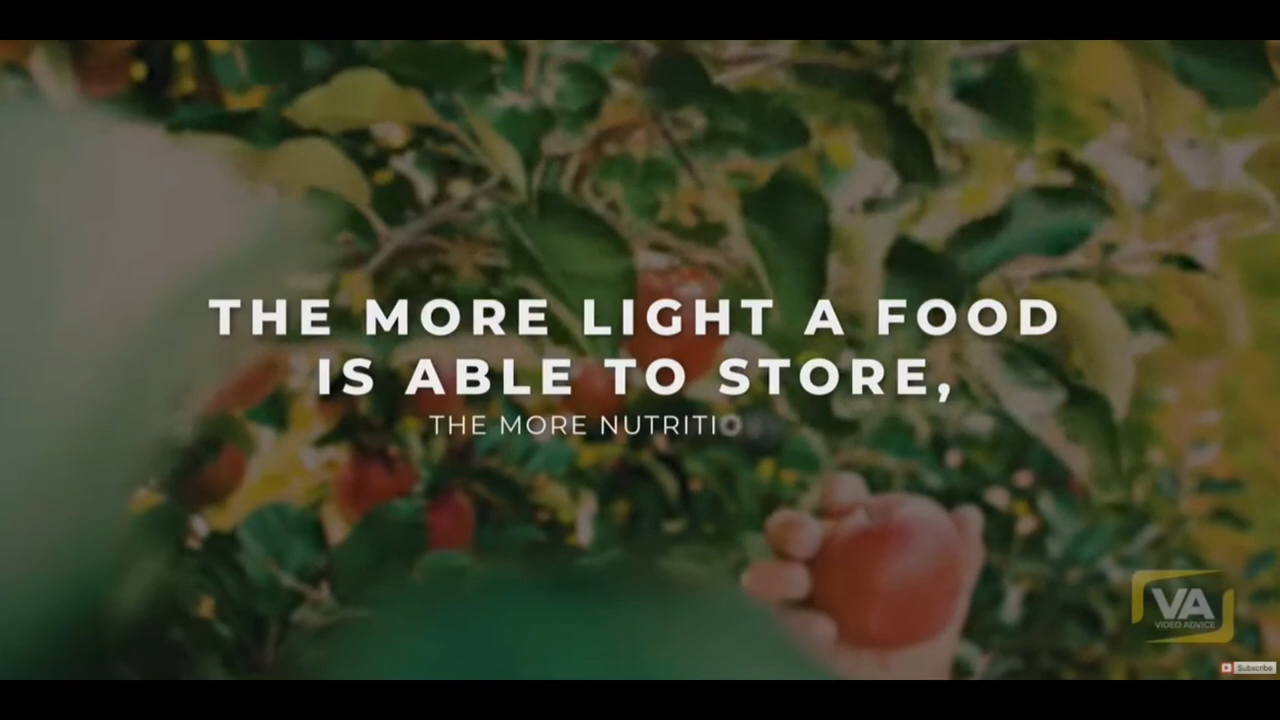 THE MORE LIGHT A FOOD
IS ABLE TO STORE,
THE MORE NUTRITIO
VA
VIDEO ADVICE
Subscribe